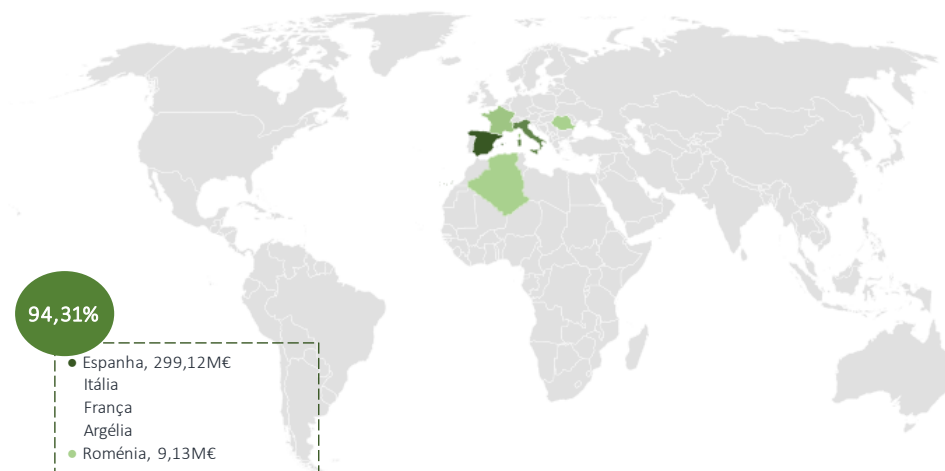 94,31%
Espanha, 299,12M€
Itália
França
Argélia
Roménia, 9,13M€